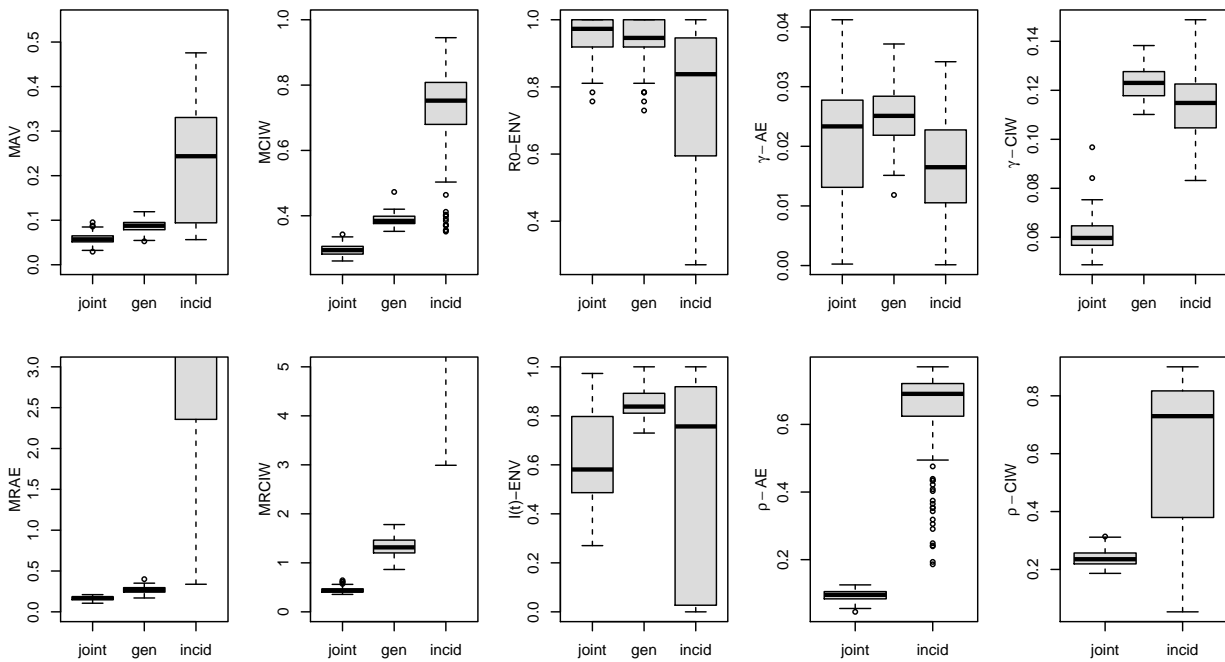 MAV
0.0 0.1 0.2 0.3 0.4 0.5
joint gen incid
MCIW
0.4 0.6 0.8 1.0
joint gen incid
R0−ENV
0.4 0.6 0.8 1.0
joint gen incid
γ−AE
0.00 0.01 0.02 0.03 0.04
joint gen incid
γ−CIW
0.06 0.08 0.10 0.12 0.14
joint gen incid
MRAE
0.0 0.5 1.0 1.5 2.0 2.5 3.0
joint gen incid
MRCIW
0 1 2 3 4 5
joint gen incid
I(t)−ENV
0.0 0.2 0.4 0.6 0.8 1.0
joint gen incid
ρ−AE
0.2 0.4 0.6
joint incid
ρ−CIW
0.2 0.4 0.6 0.8
joint incid